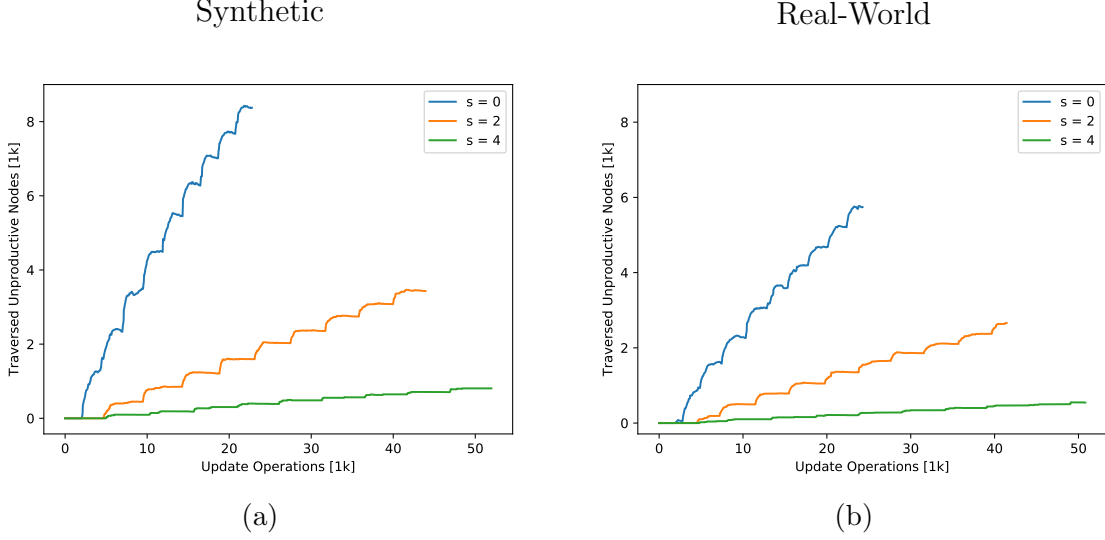 Synthetic
Real-World
s = 0
s = 2
s = 4
8
6
4
2
0
Traversed Unproductive Nodes [1k]
0 10 20 30 40 50
Update Operations [1k]
(a)
s = 0
s = 2
s = 4
8
6
4
2
0
Traversed Unproductive Nodes [1k]
0 10 20 30 40 50
Update Operations [1k]
(b)